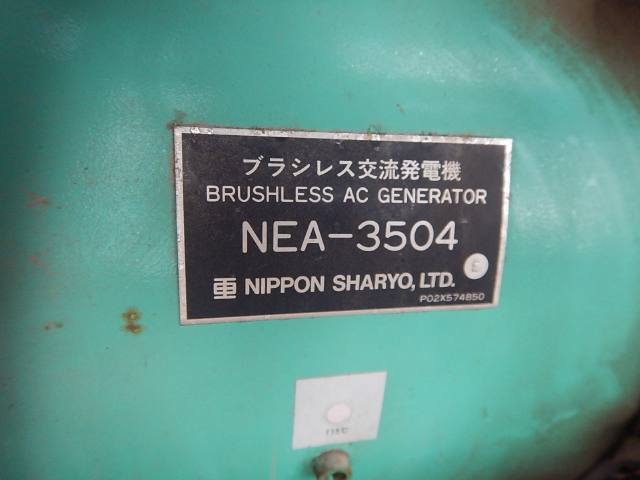 ブラシレス交流発電機
BRUSHLESS AC GENERATOR
NEA-3504
NIPPON SHARYO, LTD.
P02X574850
115℃